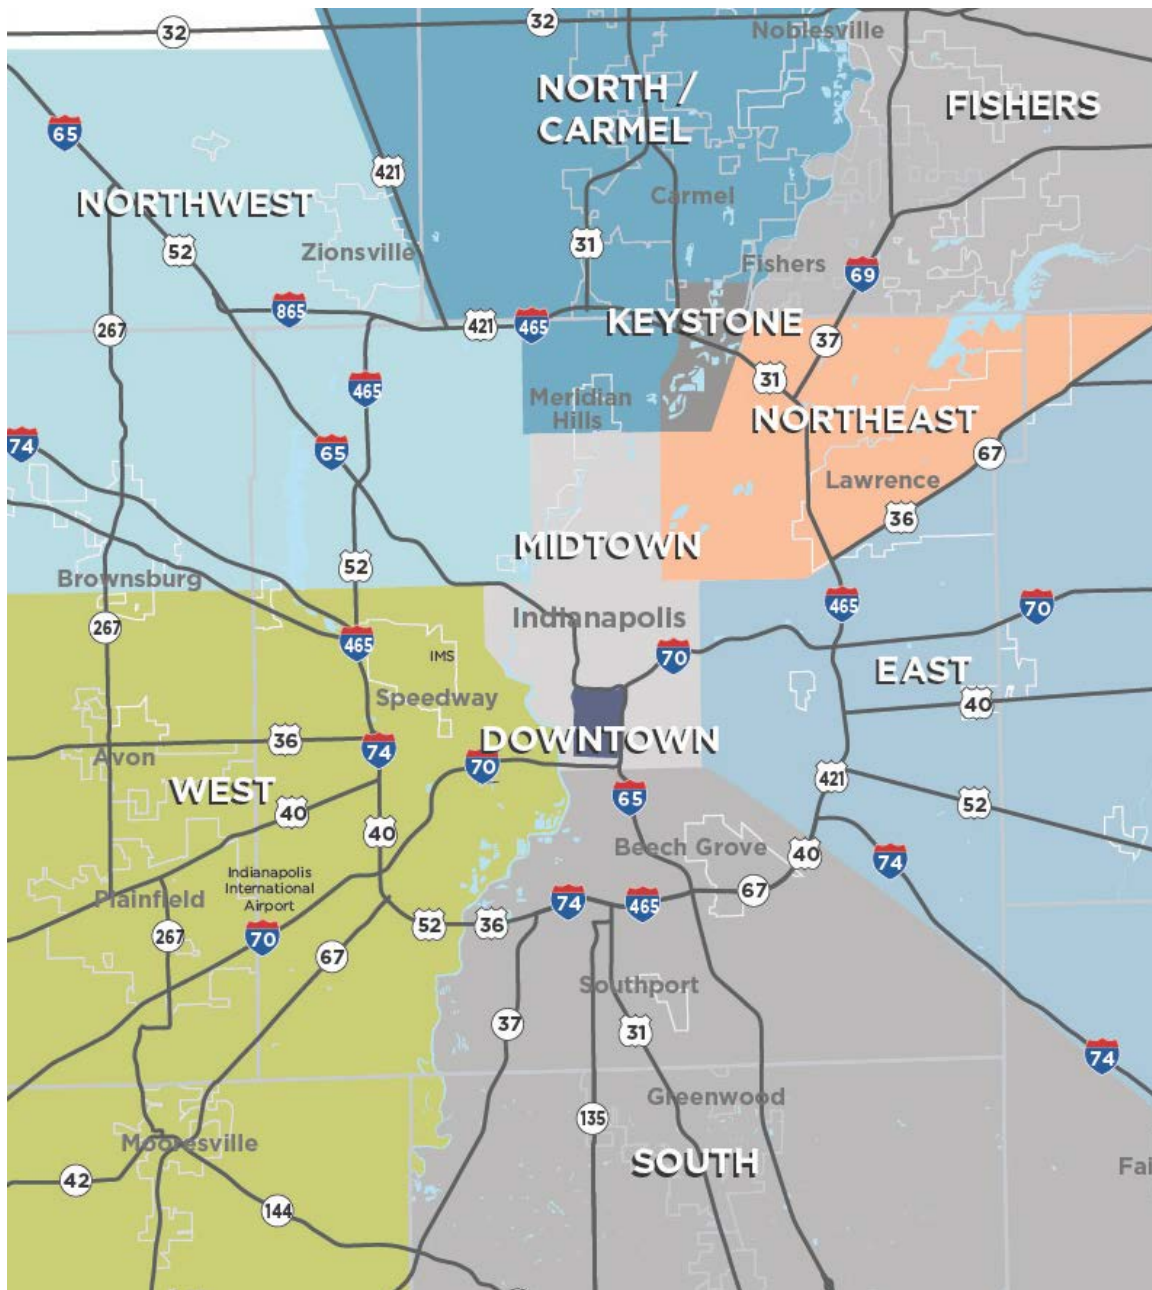 32
32
Noblesville
NORTH /
CARMEL
FISHERS
65
421
NORTHWEST
Carmel
52
Zionsville
31
Fishers
69
865
267
421
465
KEYSTONE
37
465
31
Meridian
Hills
NORTHEAST
74
65
67
Lawrence
36
MIDTOWN
52
Brownsburg
465
70
267
Indianapolis
465
IMS
70
EAST
Speedway
40
36
74
DOWNTOWN
Avon
70
421
WEST
65
52
40
40
Beech Grove
40
74
Indianapolis
International
Airport
Plainfield
67
74
465
267
70
52
36
67
Southport
37
31
74
Greenwood
135
Mooresville
SOUTH
Fai
42
144